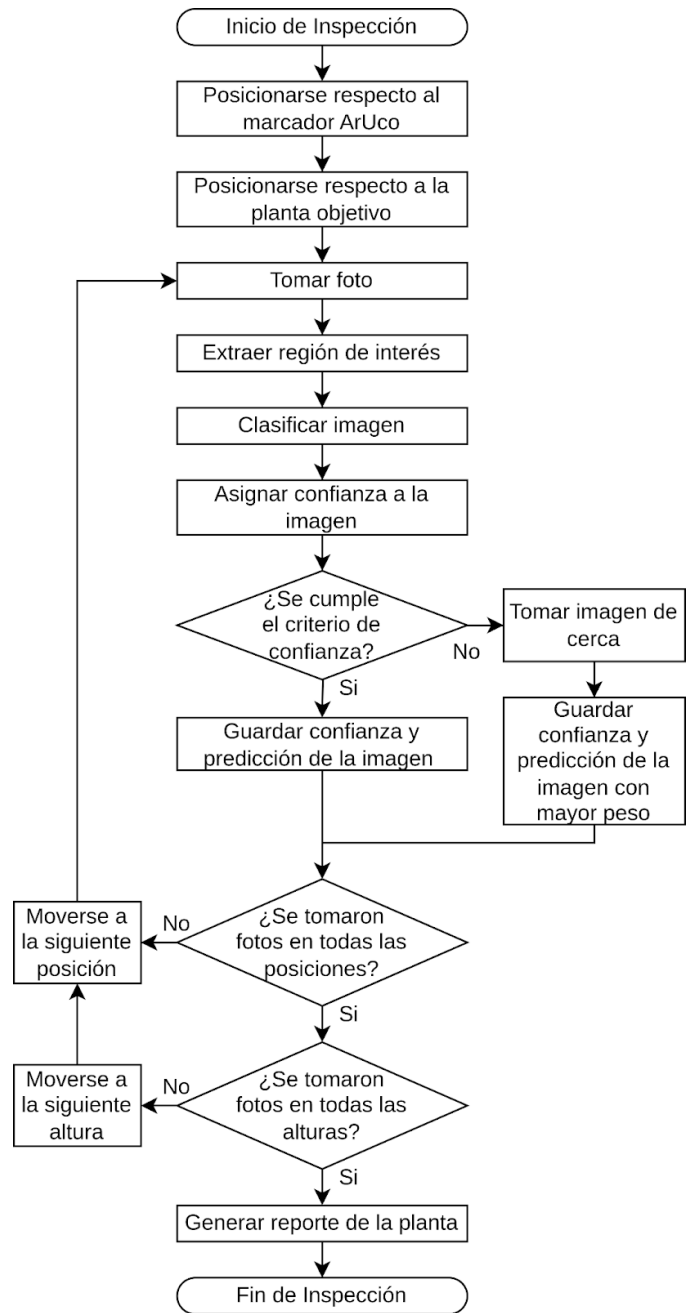 Inicio de Inspección
Posicionarse respecto al
marcador ArUco
Posicionarse respecto a la
planta objetivo
Tomar foto
Extraer región de interés
Clasificar imagen
Asignar confianza a la
imagen
¿Se cumple
el criterio de
confianza?
No
Tomar imagen de
cerca
Si
Guardar confianza y
predicción de la imagen
Guardar
confianza y
predicción de la
imagen con
mayor peso
¿Se tomaron
fotos en todas las
posiciones?
No
Moverse a
la siguiente
posición
Si
¿Se tomaron
fotos en todas las
alturas?
No
Moverse a
la siguiente
altura
Si
Generar reporte de la planta
Fin de Inspección